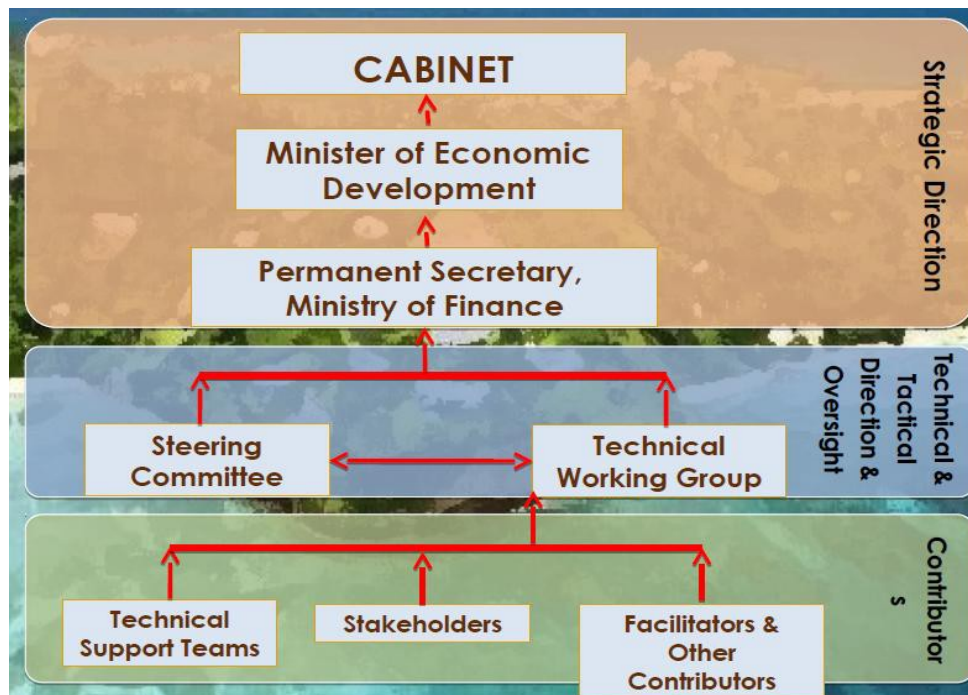 CABINET
Minister of Economic
Development
Permanent Secretary,
Ministry of Finance
Strategic Direction
Steering
Committee
Technical
Working Group
Technical &
Tactical
Direction &
Oversight
Technical
Support Teams
Stakeholders
Facilitators &
Other
Contributors
Contributor
s